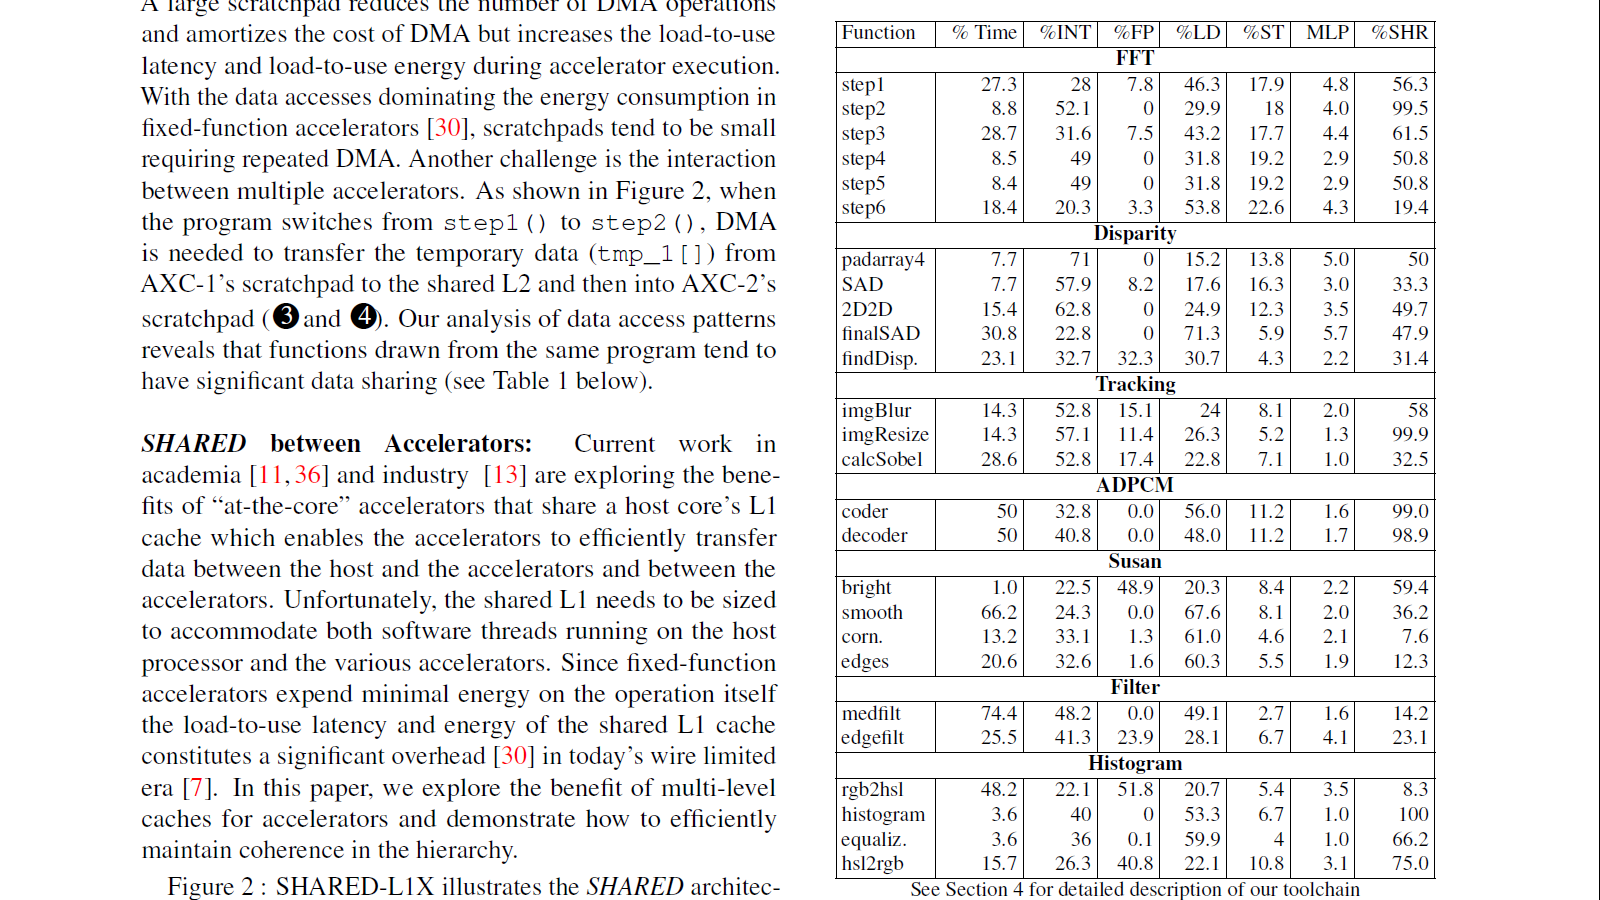 A large scratchpad reduces the number of DMA operations
and amortizes the cost of DMA but increases the load-to-use
latency and load-to-use energy during accelerator execution.
With the data accesses dominating the energy consumption in
fixed-function accelerators [30], scratchpads tend to be small
requiring repeated DMA. Another challenge is the interaction
between multiple accelerators. As shown in Figure 2, when
the program switches from step1() to step2(), DMA
is needed to transfer the temporary data (tmp_1[]) from
AXC-1's scratchpad to the shared L2 and then into AXC-2's
scratchpad (❸ and ❹). Our analysis of data access patterns
reveals that functions drawn from the same program tend to
have significant data sharing (see Table 1 below).
SHARED between Accelerators: Current work in
academia [11, 36] and industry [13] are exploring the bene-
fits of “at-the-core” accelerators that share a host core's L1
cache which enables the accelerators to efficiently transfer
data between the host and the accelerators and between the
accelerators. Unfortunately, the shared L1 needs to be sized
to accommodate both software threads running on the host
processor and the various accelerators. Since fixed-function
accelerators expend minimal energy on the operation itself
the load-to-use latency and energy of the shared L1 cache
constitutes a significant overhead [30] in today's wire limited
era [7]. In this paper, we explore the benefit of multi-level
caches for accelerators and demonstrate how to efficiently
maintain coherence in the hierarchy.
Figure 2 : SHARED-L1X illustrates the SHARED architec-
Function % Time %INT %FP %LD %ST MLP %SHR
FFT
step1 27.3 28 7.8 46.3 17.9 4.8 56.3
step2 8.8 52.1 0 29.9 18 4.0 99.5
step3 28.7 31.6 7.5 43.2 17.7 4.4 61.5
step4 8.5 49 0 31.8 19.2 2.9 50.8
step5 8.4 49 0 31.8 19.2 2.9 50.8
step6 18.4 20.3 3.3 53.8 22.6 4.3 19.4
Disparity
padarray4 7.7 71 0 15.2 13.8 5.0 50
SAD 7.7 57.9 8.2 17.6 16.3 3.0 33.3
2D2D 15.4 62.8 0 24.9 12.3 3.5 49.7
finalSAD 30.8 22.8 0 71.3 5.9 5.7 47.9
findDisp. 23.1 32.7 32.3 30.7 4.3 2.2 31.4
Tracking
imgBlur 14.3 52.8 15.1 24 8.1 2.0 58
imgResize 14.3 57.1 11.4 26.3 5.2 1.3 99.9
calcSobel 28.6 52.8 17.4 22.8 7.1 1.0 32.5
ADPCM
coder 50 32.8 0.0 56.0 11.2 1.6 99.0
decoder 50 40.8 0.0 48.0 11.2 1.7 98.9
Susan
bright 1.0 22.5 48.9 20.3 8.4 2.2 59.4
smooth 66.2 24.3 0.0 67.6 8.1 2.0 36.2
corn. 13.2 33.1 1.3 61.0 4.6 2.1 7.6
edges 20.6 32.6 1.6 60.3 5.5 1.9 12.3
Filter
medfilt 74.4 48.2 0.0 49.1 2.7 1.6 14.2
edgefilt 25.5 41.3 23.9 28.1 6.7 4.1 23.1
Histogram
rgb2hsl 48.2 22.1 51.8 20.7 5.4 3.5 8.3
histogram 3.6 40 0 53.3 6.7 1.0 100
equaliz. 3.6 36 0.1 59.9 4 1.0 66.2
hsl2rgb 15.7 26.3 40.8 22.1 10.8 3.1 75.0
See Section 4 for detailed description of our toolchain